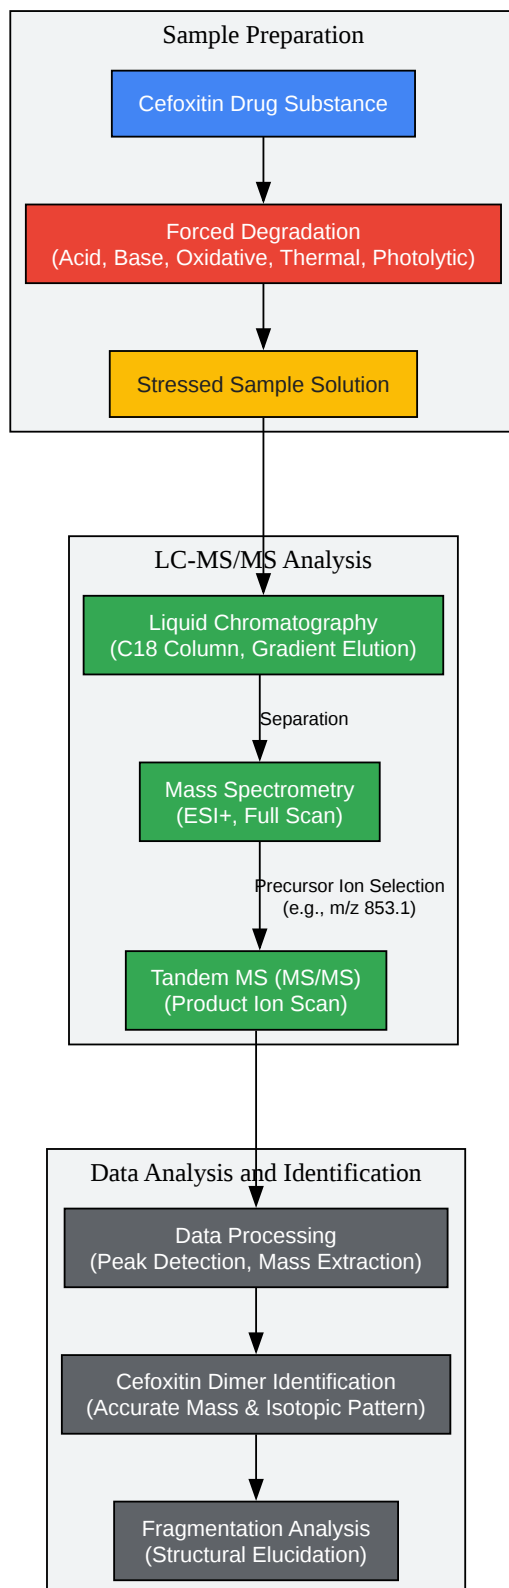 Sample Preparation
Cefoxitin Drug Substance
Forced Degradation
(Acid, Base, Oxidative, Thermal, Photolytic)
Stressed Sample Solution
LC-MS/MS Analysis
Liquid Chromatography
(C18 Column, Gradient Elution)
Separation
Mass Spectrometry
(ESI+, Full Scan)
Precursor Ion Selection
(e.g., m/z 853.1)
Tandem MS (MS/MS)
(Product Ion Scan)
Data Analysis and Identification
Data Processing
(Peak Detection, Mass Extraction)
Cefoxitin Dimer Identification
(Accurate Mass & Isotopic Pattern)
Fragmentation Analysis
(Structural Elucidation)